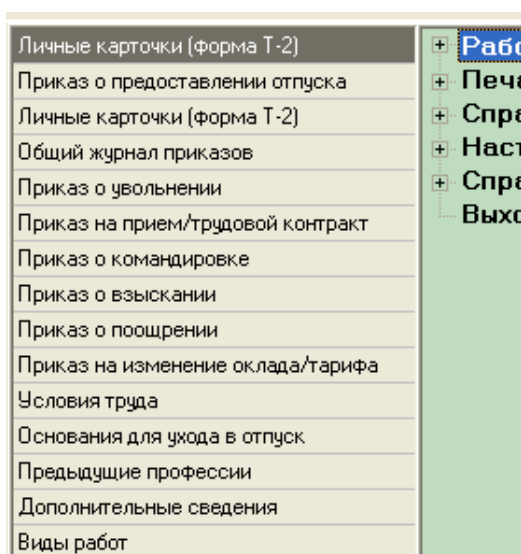 Личные карточки (форма Т-2)
Приказ о предоставлении отпуска
Личные карточки (форма Т-2)
Общий журнал приказов
Приказ о увольнении
Приказ на прием/трудовой контракт
Приказ о командировке
Приказ о взыскании
Приказ о поощрении
Приказ на изменение оклада/тарифа
Условия труда
Основания для ухода в отпуск
Предыдущие профессии
Дополнительные сведения
Виды работ